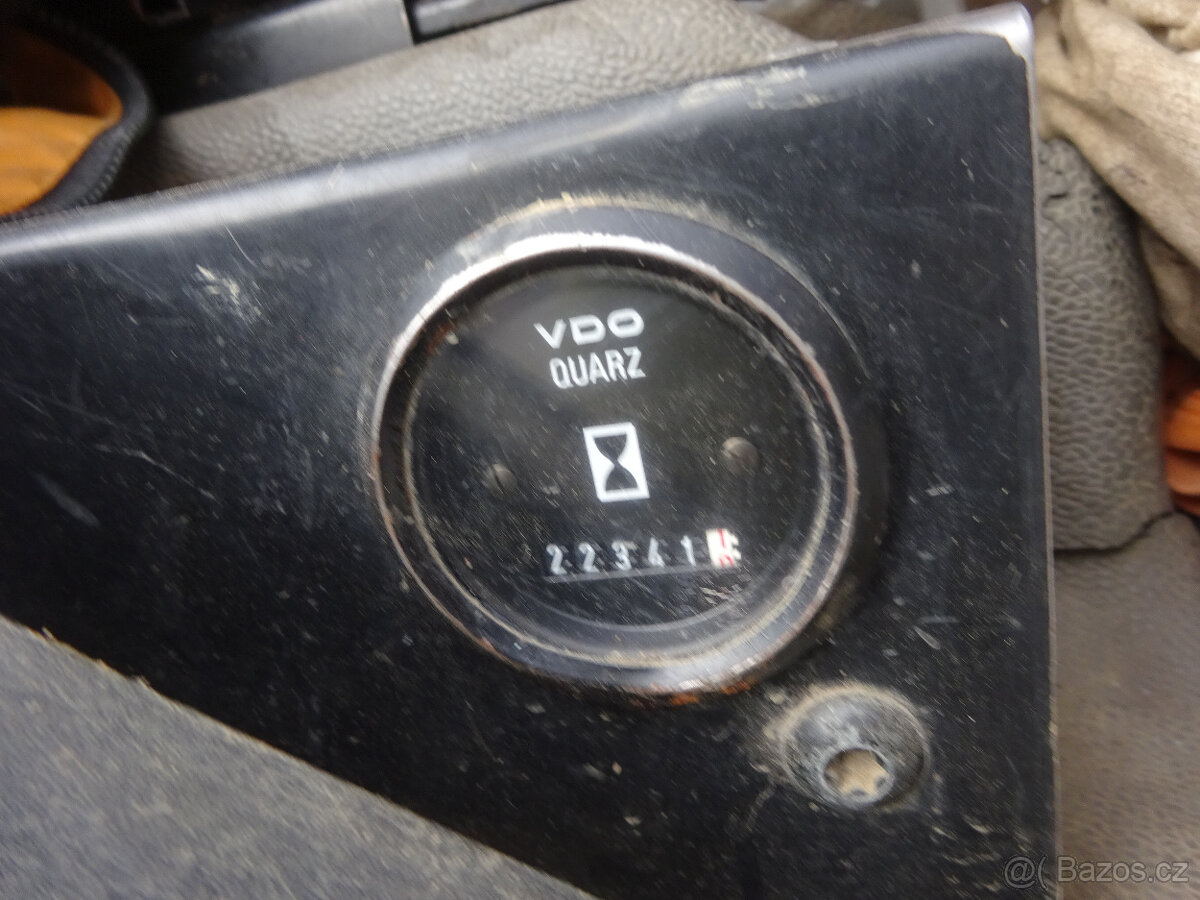 VDO
QUARZ
22341
@( Bazos.cz